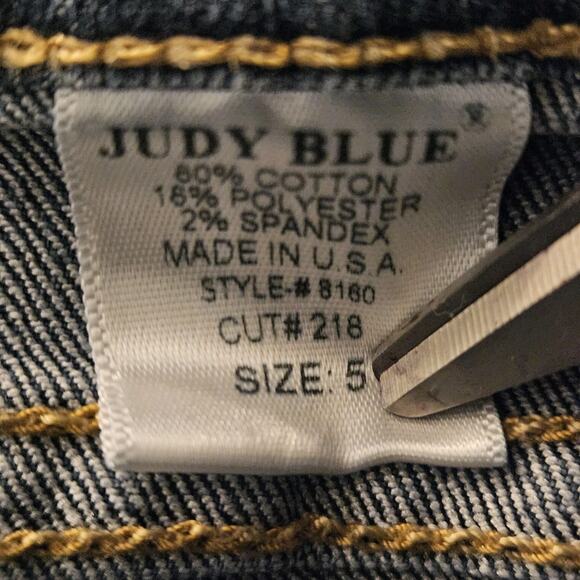 JUDY BLUE®
80% COTTON
18% POLYESTER
2% SPANDEX
MADE IN U.S.A.
STYLE-# 8160
CUT# 218
SIZE: 5